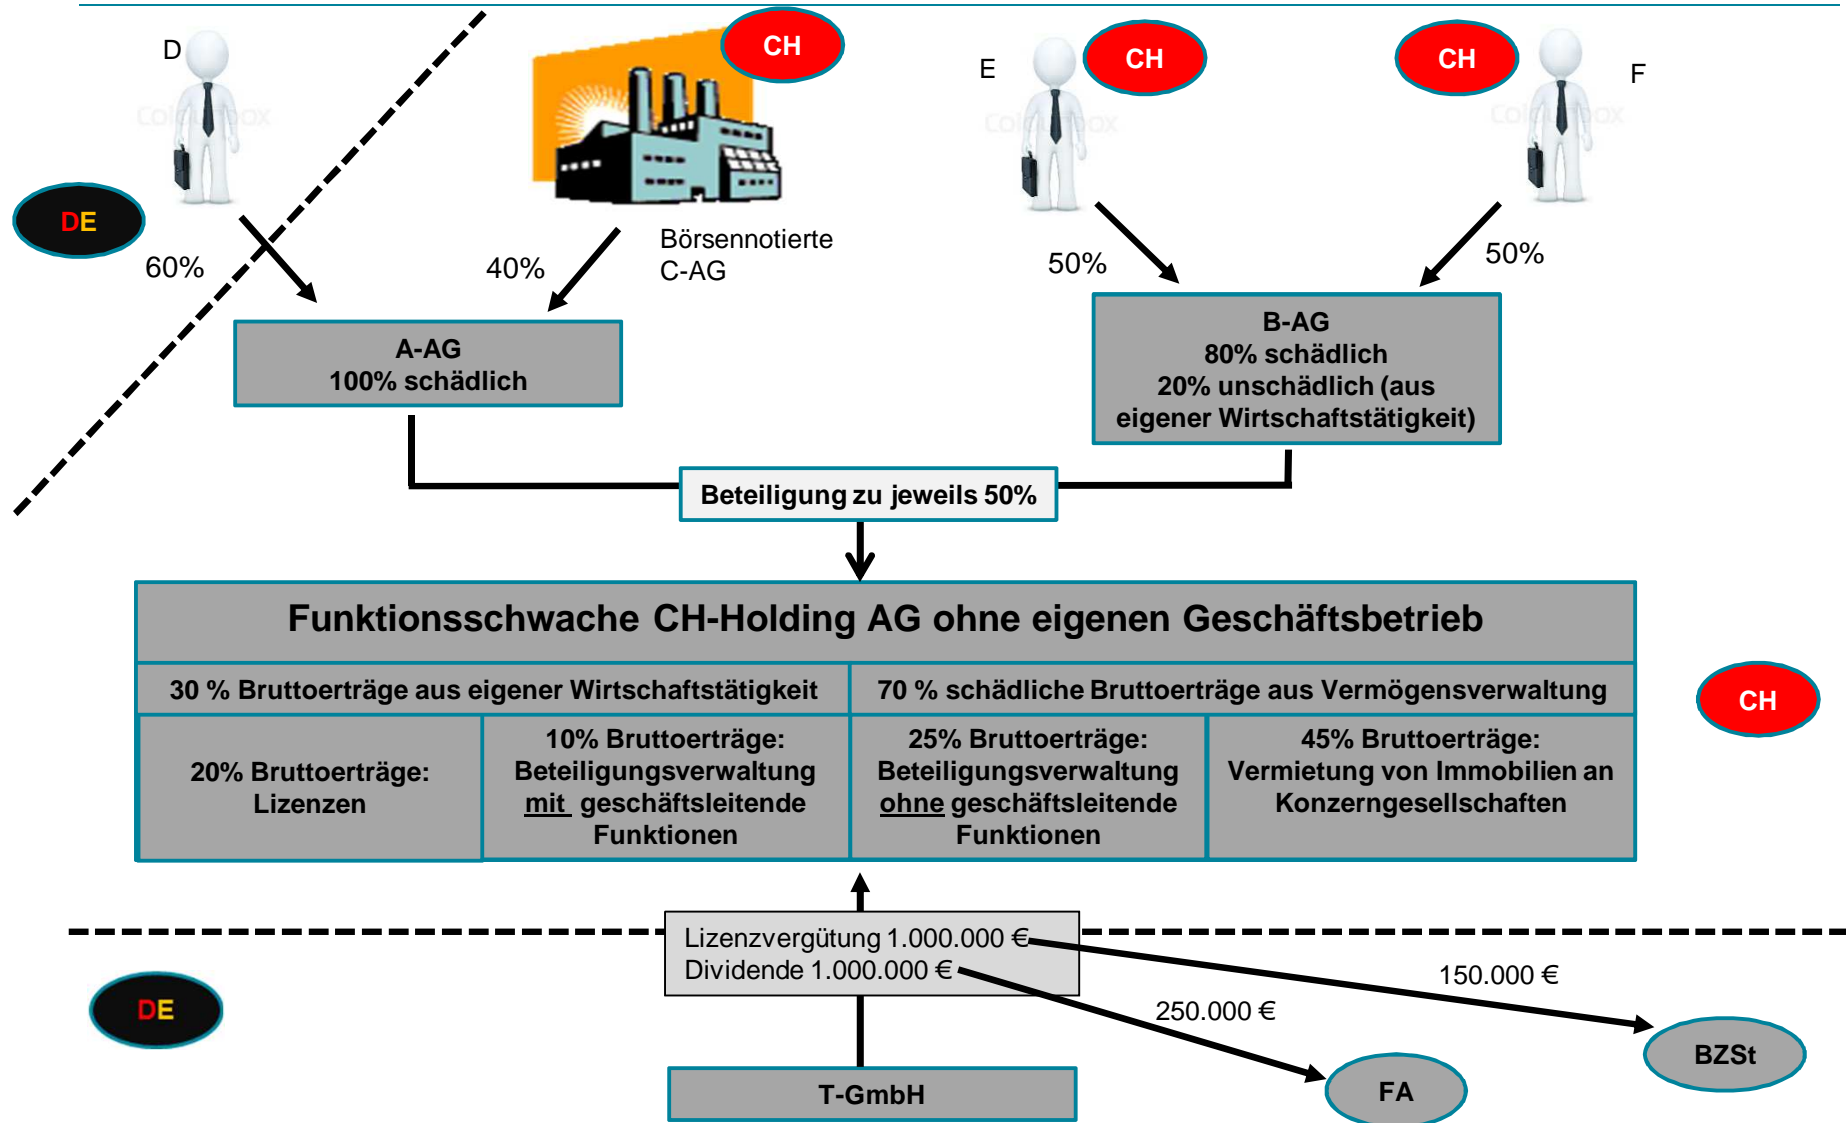 D
CH
E
CH
CH
F
colourbox
colourbox
colourbox
DE
60%
40%
Börsennotierte
C-AG
50%
50%
A-AG
100% schädlich
B-AG
80% schädlich
20% unschädlich (aus
eigener Wirtschaftstätigkeit)
Beteiligung zu jeweils 50%
Funktionsschwache CH-Holding AG ohne eigenen Geschäftsbetrieb
30 % Bruttoerträge aus eigener Wirtschaftstätigkeit
70 % schädliche Bruttoerträge aus Vermögensverwaltung
20% Bruttoerträge:
Lizenzen
10% Bruttoerträge:
Beteiligungsverwaltung
mit geschäftsleitende
Funktionen
25% Bruttoerträge:
Beteiligungsverwaltung
ohne geschäftsleitende
Funktionen
45% Bruttoerträge:
Vermietung von Immobilien an
Konzerngesellschaften
CH
Lizenzvergütung 1.000.000 €
Dividende 1.000.000 €
150.000 €
250.000 €
DE
BZSt
FA
T-GmbH